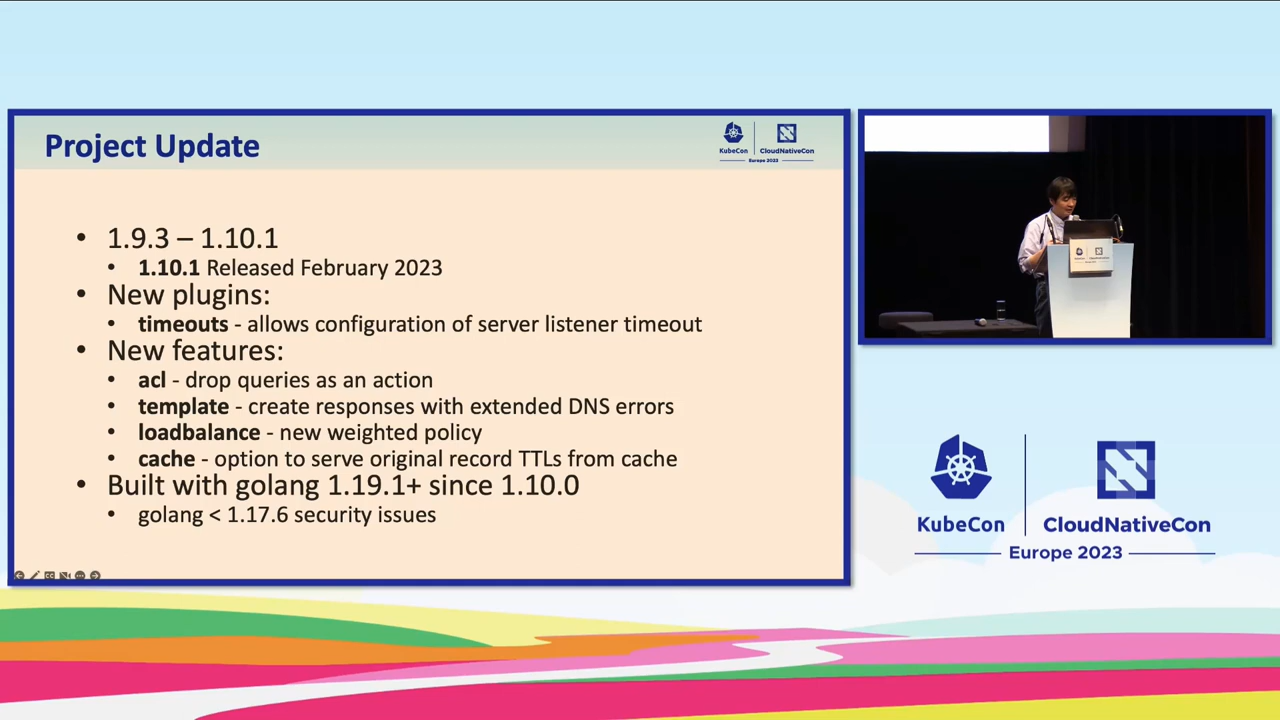 Project Update
KubeCon
CloudNativeCon
Europe 2023
• 1.9.3 – 1.10.1
• 1.10.1 Released February 2023
• New plugins:
• timeouts - allows configuration of server listener timeout
• New features:
• acl - drop queries as an action
• template - create responses with extended DNS errors
• loadbalance - new weighted policy
• cache - option to serve original record TTLs from cache
• Built with golang 1.19.1+ since 1.10.0
• golang < 1.17.6 security issues
KubeCon
CloudNativeCon
Europe 2023